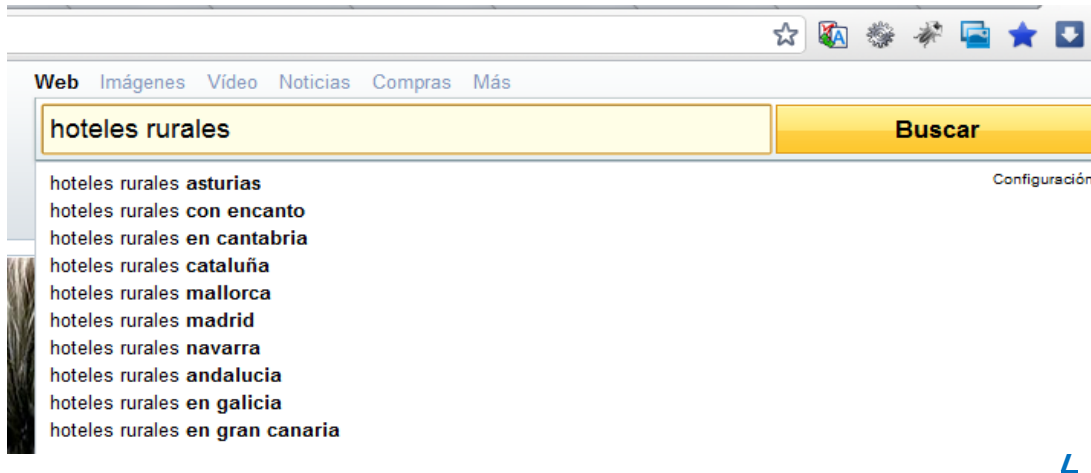 Web Imágenes Vídeo Noticias Compras Más
hoteles rurales Buscar
hoteles rurales asturias Configuración
hoteles rurales con encanto
hoteles rurales en cantabria
hoteles rurales cataluña
hoteles rurales mallorca
hoteles rurales madrid
hoteles rurales navarra
hoteles rurales andalucia
hoteles rurales en galicia
hoteles rurales en gran canaria